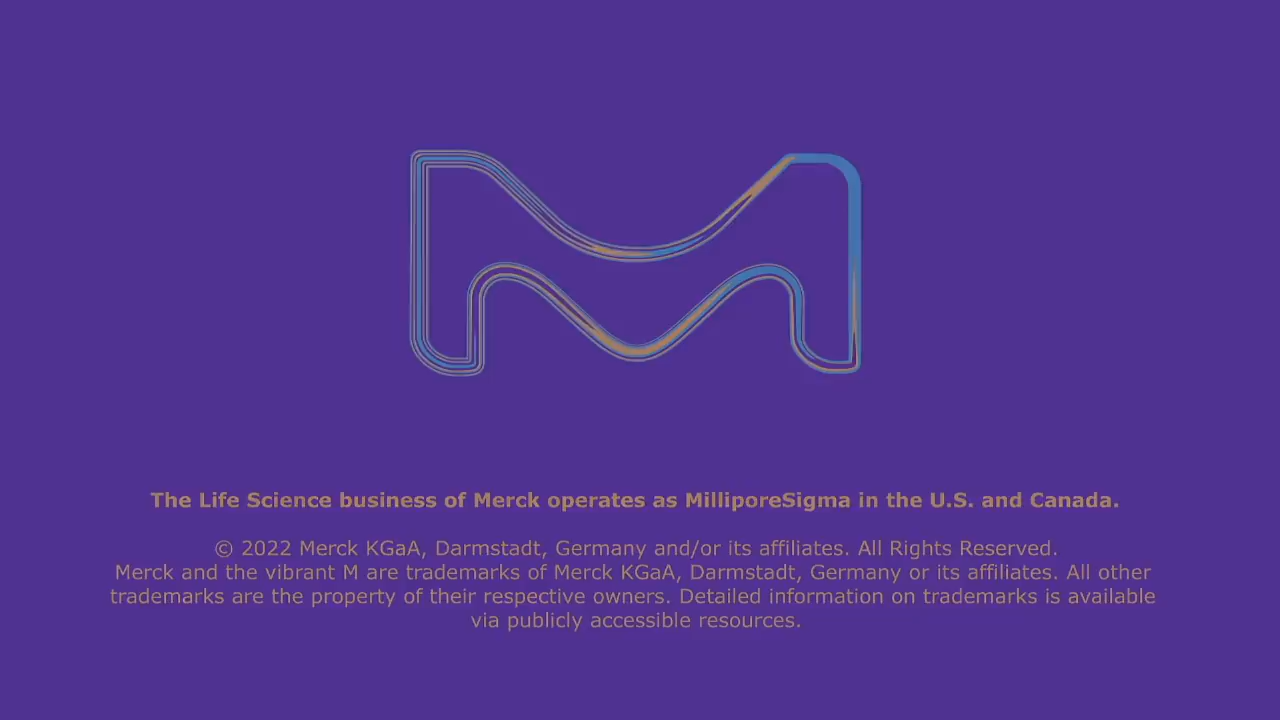 The Life Science business of Merck operates as MilliporeSigma in the U.S. and Canada.
© 2022 Merck KGaA, Darmstadt, Germany and/or its affiliates. All Rights Reserved.
Merck and the vibrant M are trademarks of Merck KGaA, Darmstadt, Germany or its affiliates. All other
trademarks are the property of their respective owners. Detailed information on trademarks is available
via publicly accessible resources.